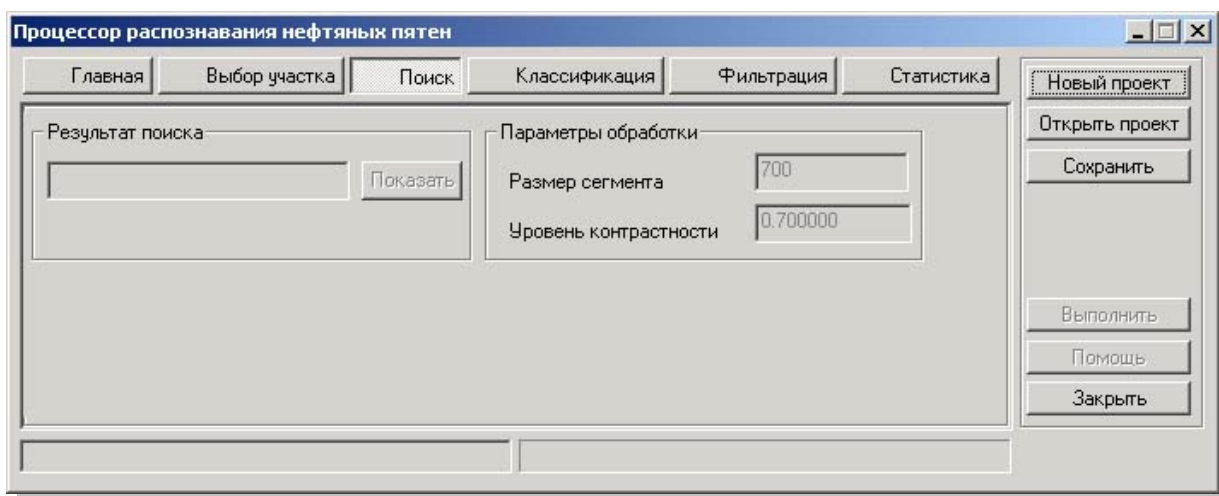 Процессор распознавания нефтяных пятен
Главная
Выбор участка
Поиск
Классификация
Фильтрация
Статистика
Результат поиска
Показать
Параметры обработки
Размер сегмента
700
Уровень контрастности
0.700000
Новый проект
Открыть проект
Сохранить
Выполнить
Помощь
Закрыть